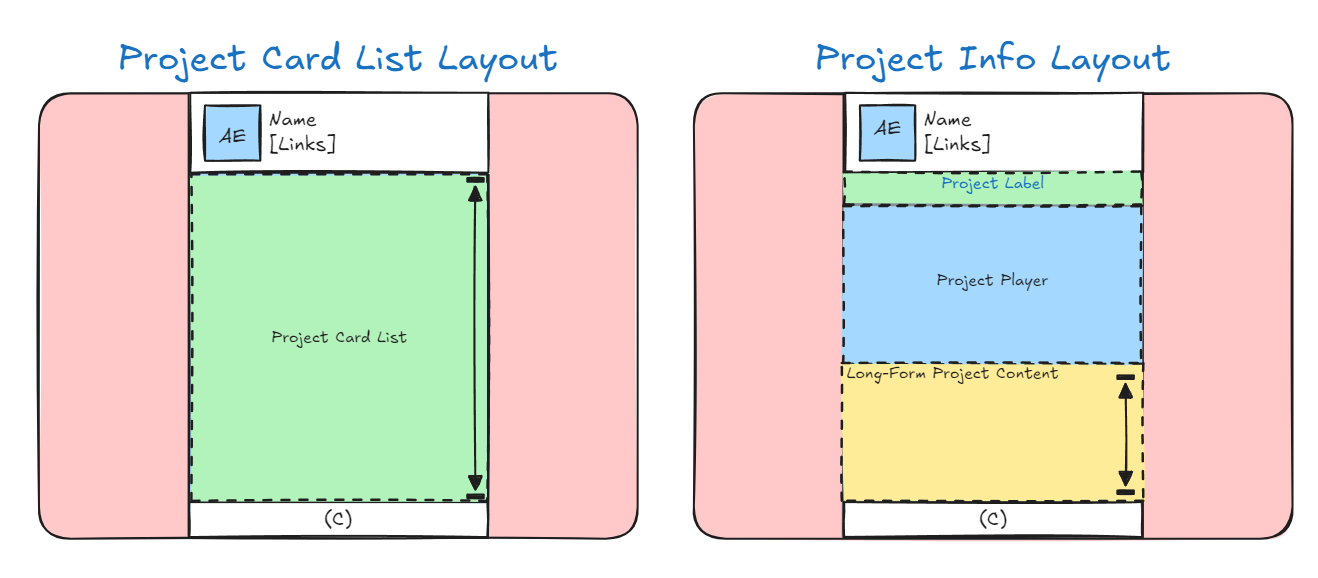 Project Card List Layout
AE
Name
[Links]
Project Card List
(C)
Project Info Layout
AE
Name
[Links]
Project Label
Project Player
Long-Form Project Content
(C)